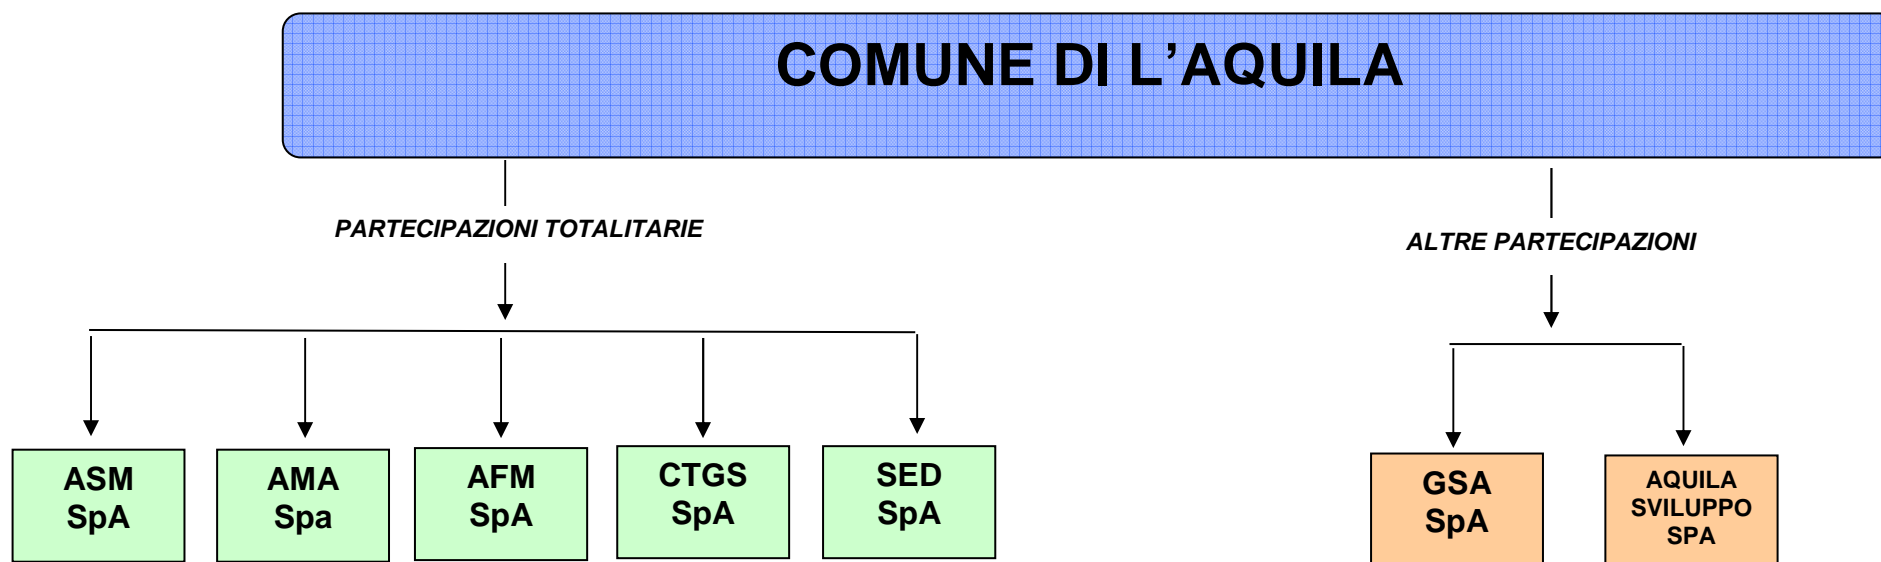 COMUNE DI L’AQUILA
PARTECIPAZIONI TOTALITARIE
ALTRE PARTECIPAZIONI
ASM
SpA
AMA
Spa
AFM
SpA
CTGS
SpA
SED
SpA
GSA
SpA
AQUILA
SVILUPPO
SPA